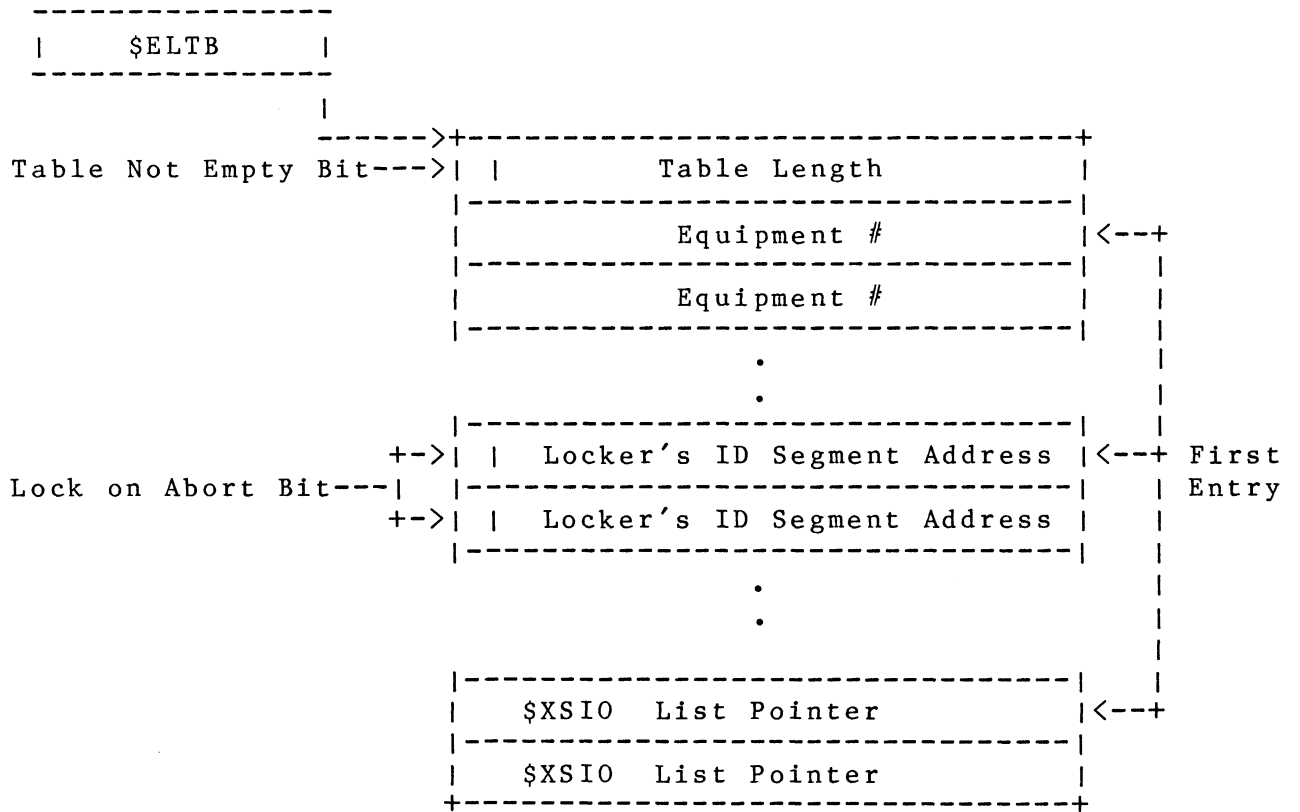 $ELTB
Table Not Empty Bit--->| | Table Length
Equipment #
Equipment #
.
.
+->| | Locker's ID Segment Address |<--+ First
Lock on Abort Bit---| Entry
+->| | Locker's ID Segment Address |
.
.
$XSIO List Pointer
$XSIO List Pointer